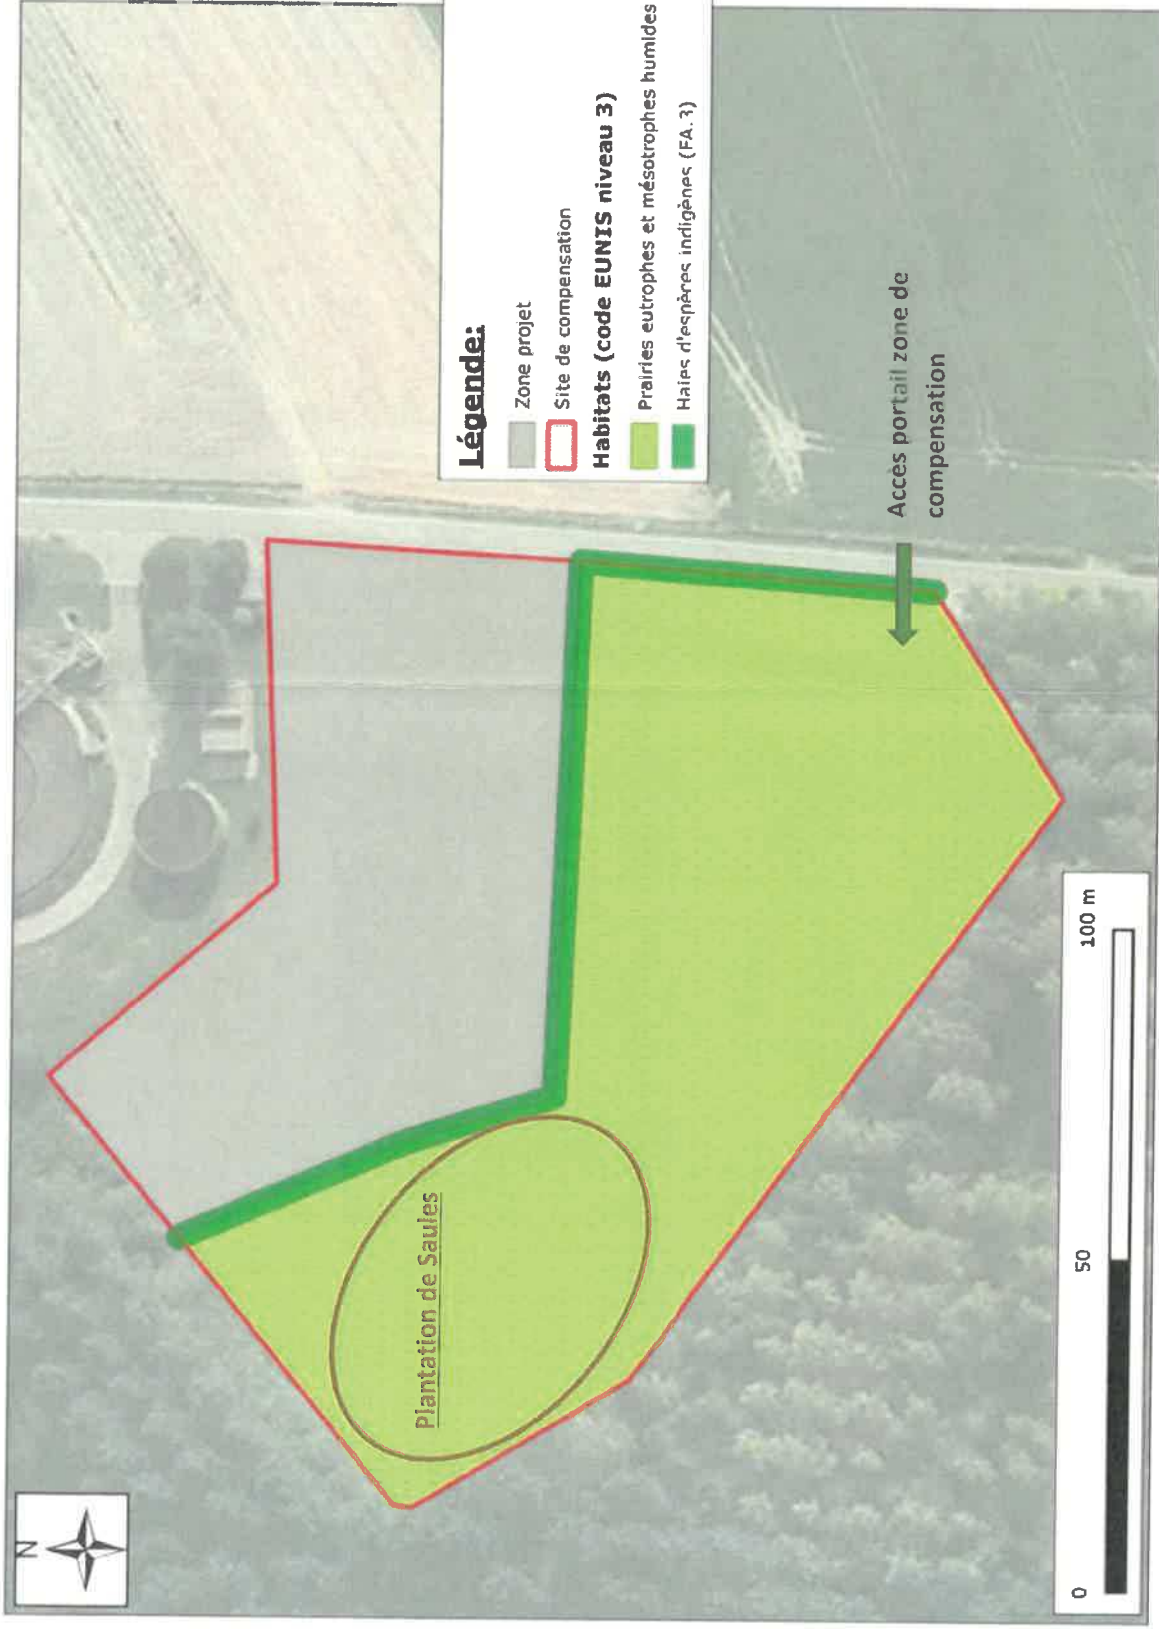 N
Légende:
Zone projet
Site de compensation
Habitats (code EUNIS niveau 3)
Prairies eutrophes et mésotrophes humides
Haies d'espères indigènes (FA.3)
Plantation de Saules
Accès portail zone de
compensation
0 50 100 m